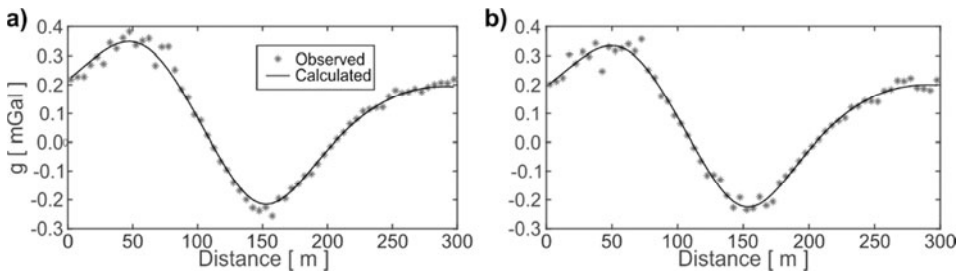 a)
g [ mGal ]
0.4
0.3
0.2
0.1
0.0
-0.1
-0.2
-0.3
Observed
Calculated
0 50 100 150 200 250 300
Distance [ m ]
b)
0.4
0.3
0.2
0.1
0.0
-0.1
-0.2
-0.3
0 50 100 150 200 250 300
Distance [ m ]